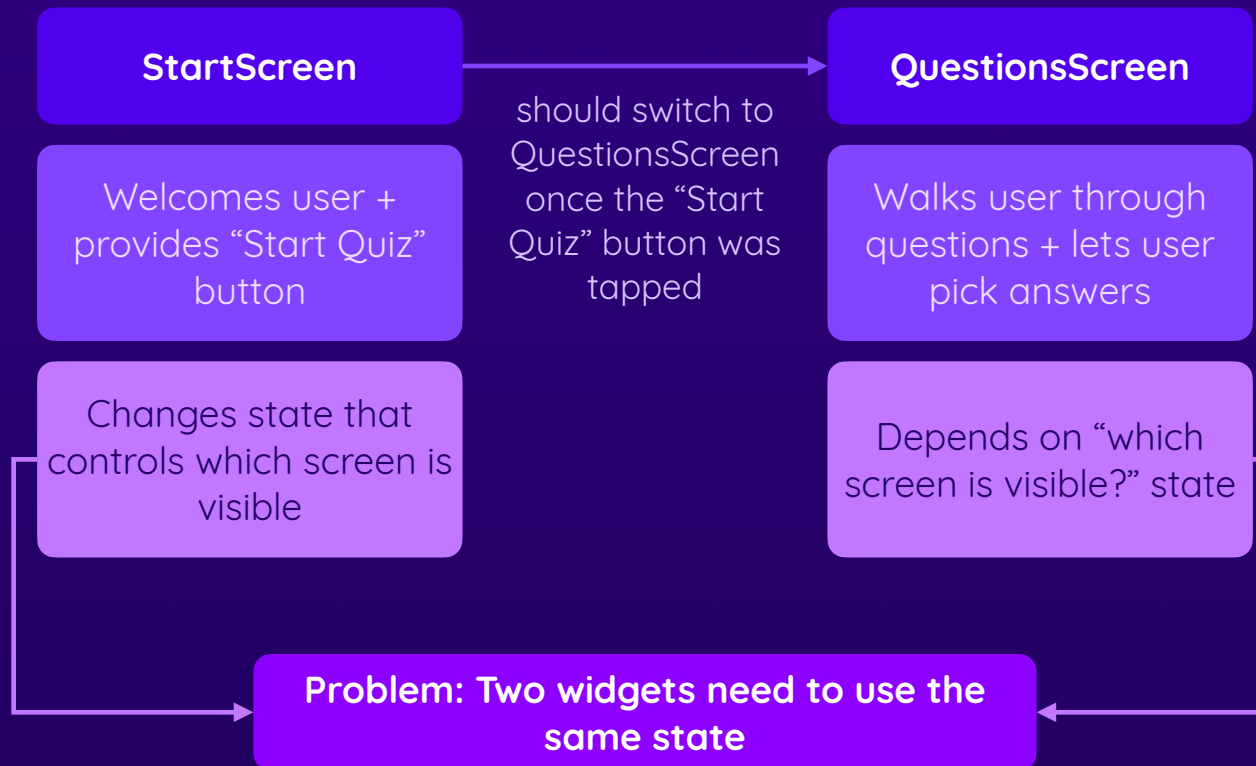 StartScreen
should switch to
QuestionsScreen
once the “Start
Quiz” button was
tapped
QuestionsScreen
Welcomes user +
provides “Start Quiz”
button
Walks user through
questions + lets user
pick answers
Changes state that
controls which screen is
visible
Depends on “which
screen is visible?” state
Problem: Two widgets need to use the
same state